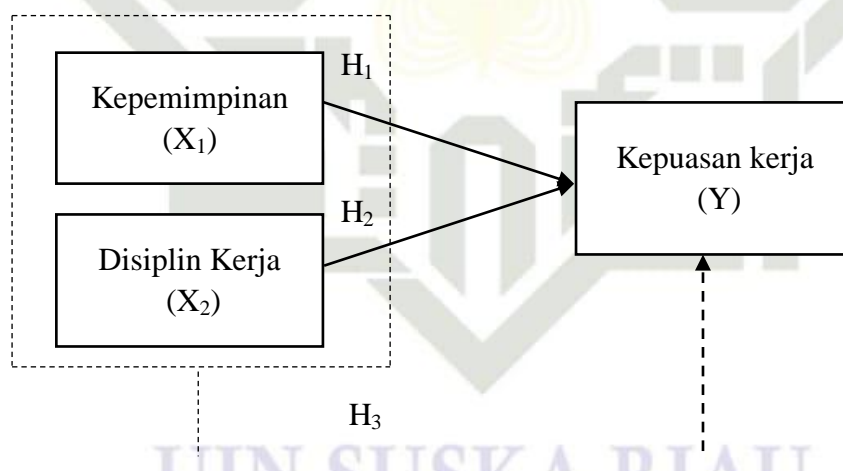 H₁
Kepemimpinan
(X₁)
Kepuasan kerja
(Y)
H₂
Disiplin Kerja
(X₂)
H₃
UIN SUSKA RIAU